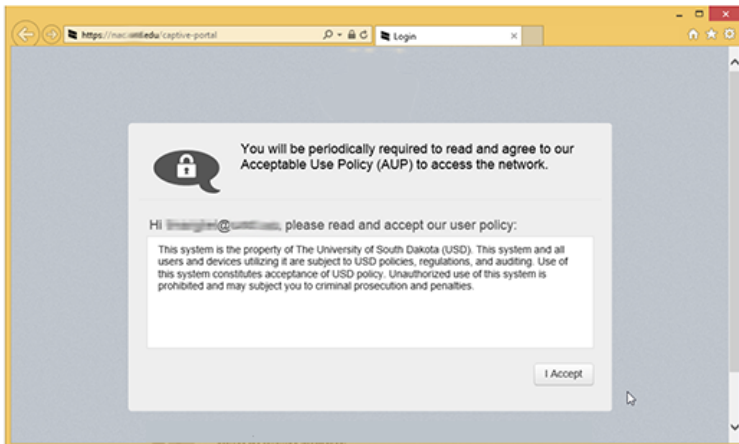 https://nac. edu/captive-portal
Login
You will be periodically required to read and agree to our
Acceptable Use Policy (AUP) to access the network.
Hi @ please read and accept our user policy:
This system is the property of The University of South Dakota (USD). This system and all
users and devices utilizing it are subject to USD policies, regulations, and auditing. Use of
this system constitutes acceptance of USD policy. Unauthorized use of this system is
prohibited and may subject you to criminal prosecution and penalties.
I Accept